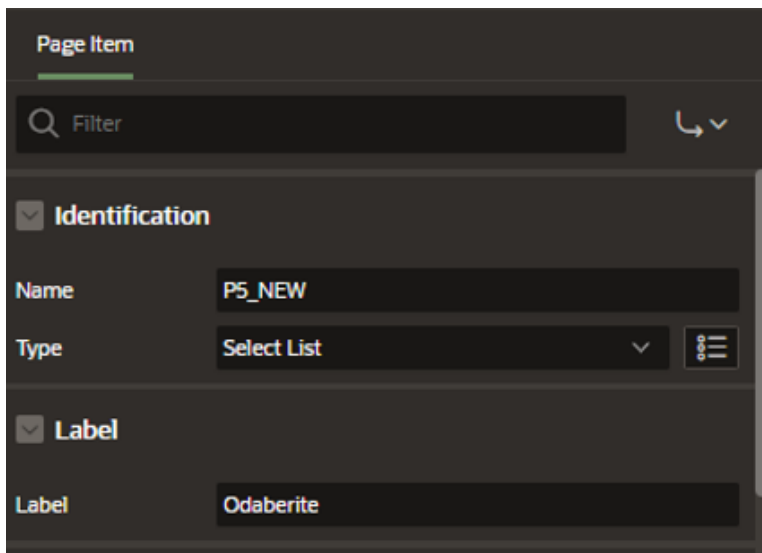 Page Item
Filter
Identification
Name P5_NEW
Type Select List
Label
Label Odaberite